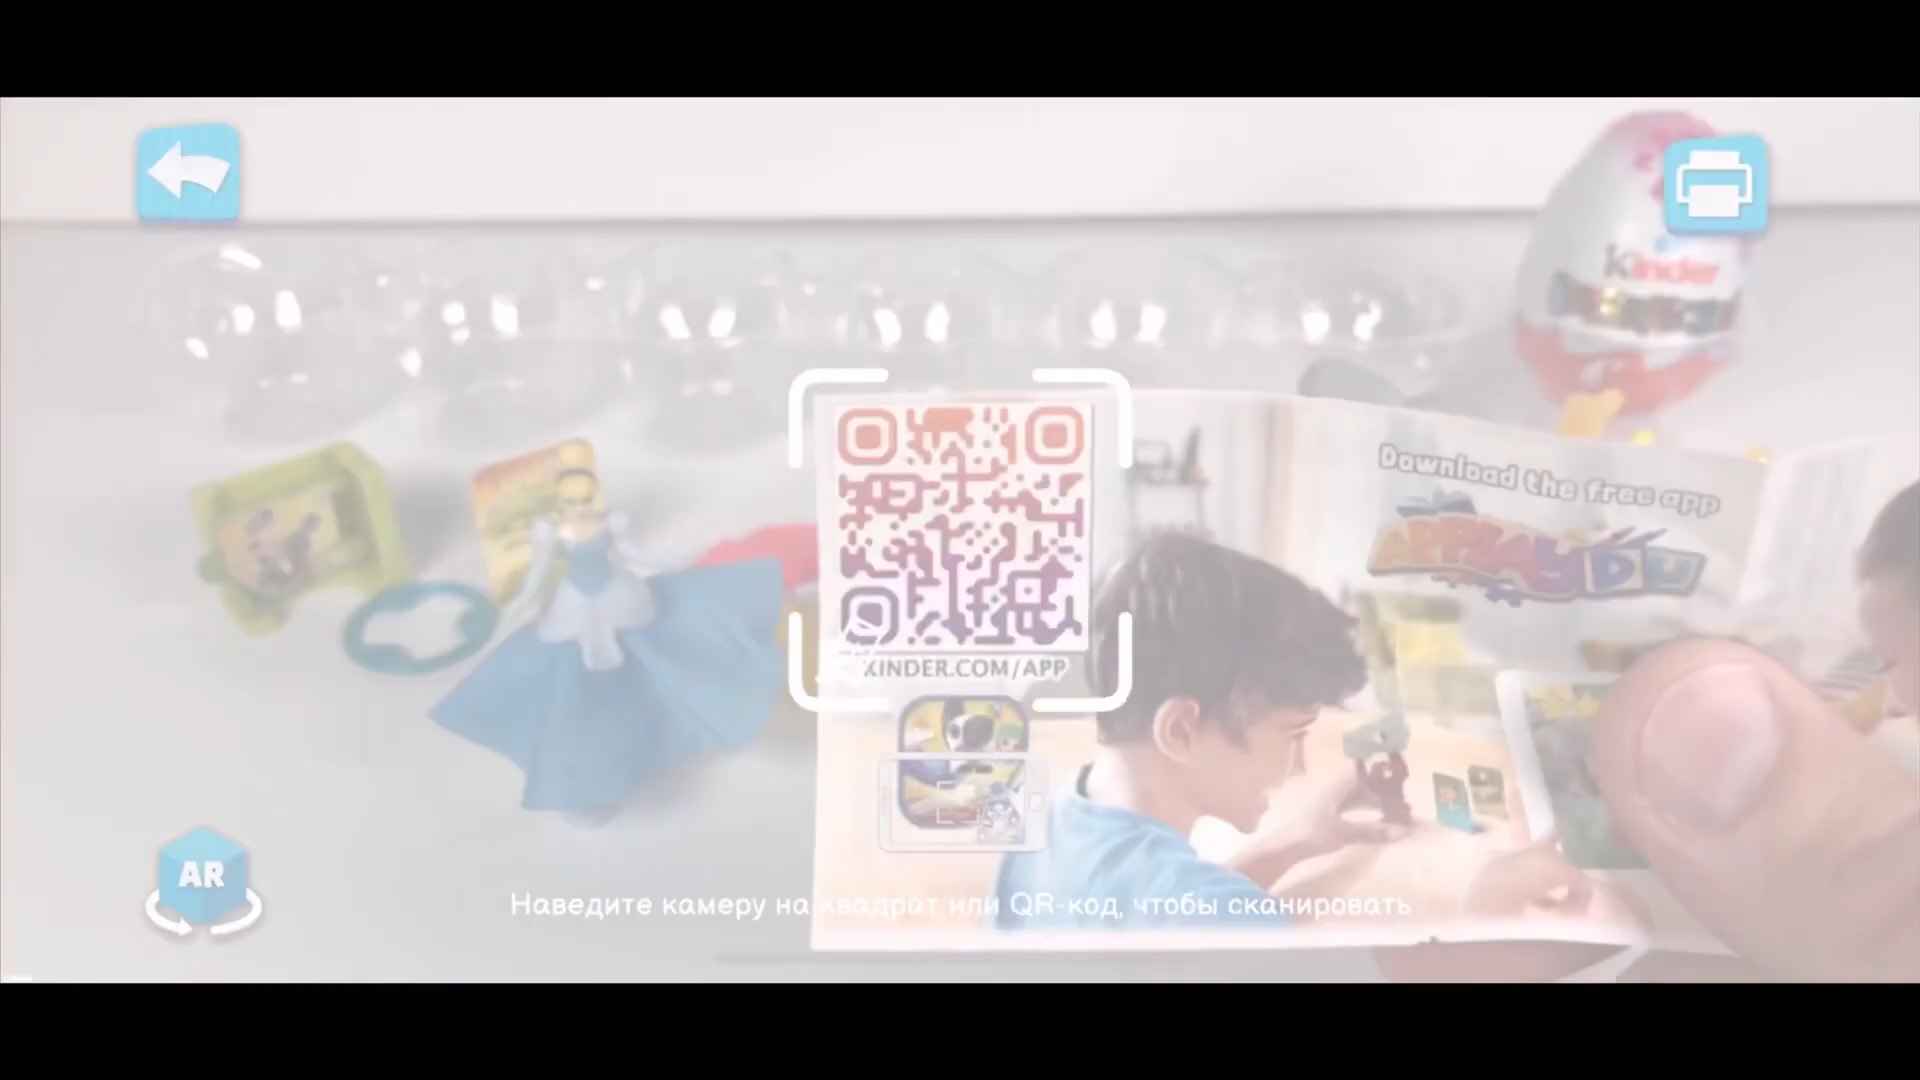 Kinder
Download the free app
APPLAYDU
KINDER.COM/APP
AR
Наведите камеру на квадрат или QR-код, чтобы сканировать